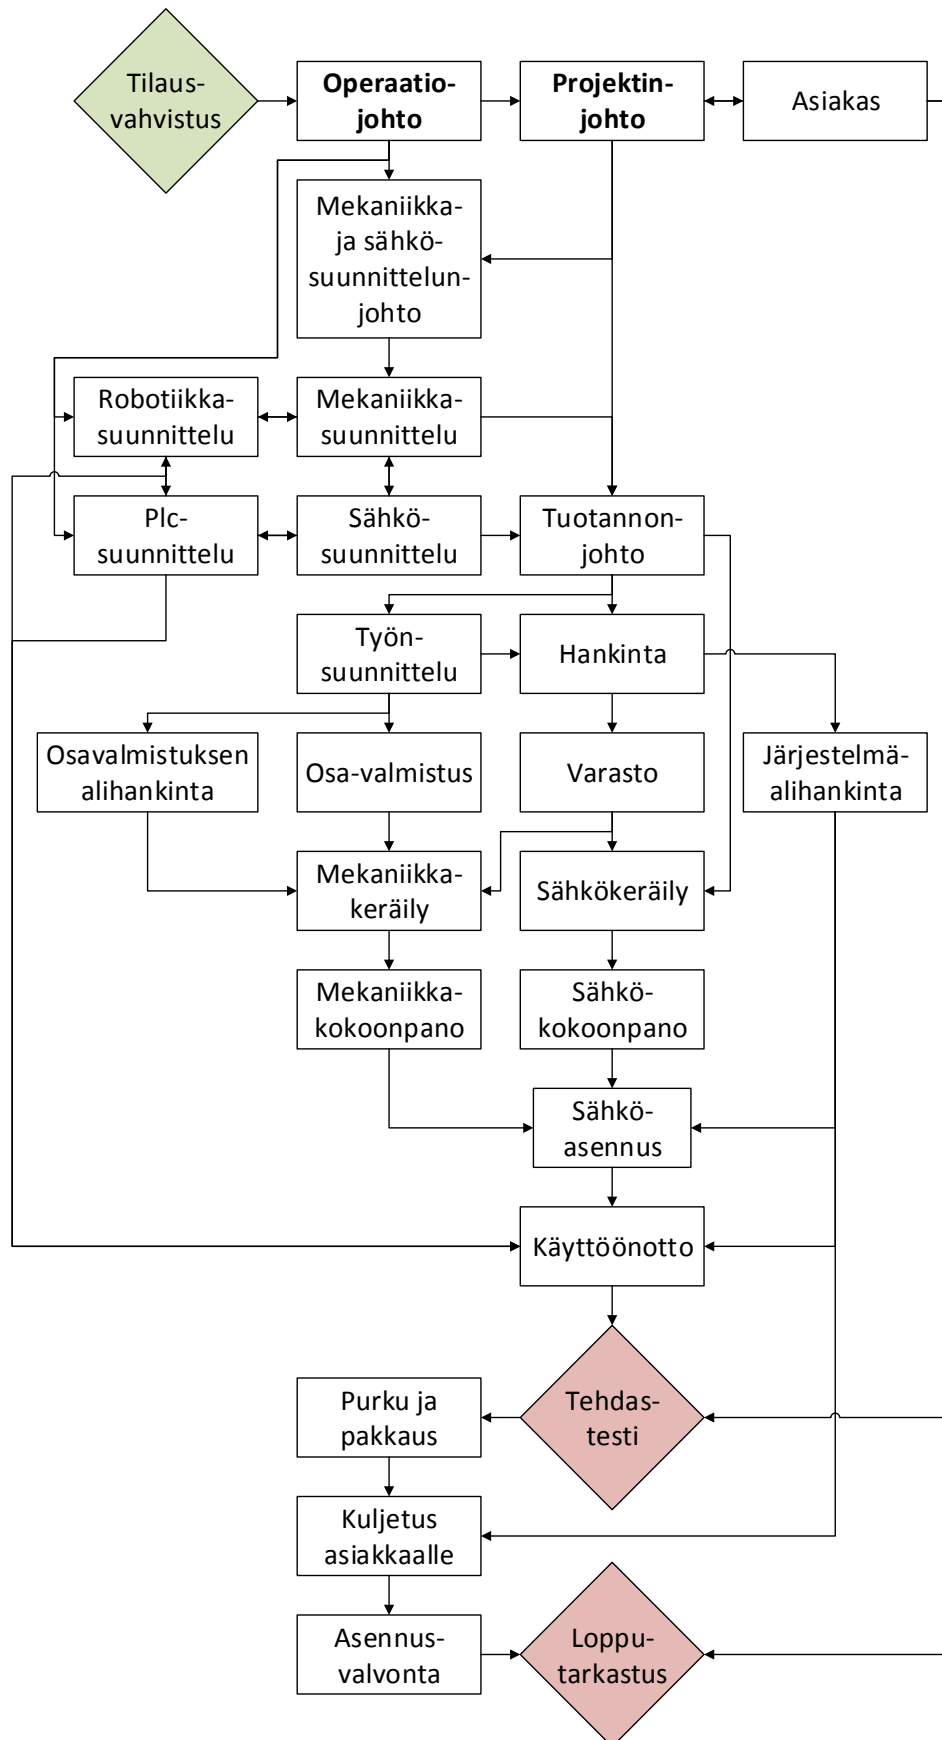 Tilaus-
vahvistus
Operaatio-
johto
Projektin-
johto
Asiakas
Mekaniikka-
ja sähkö-
suunnittelun-
johto
Robotiikka-
suunnittelu
Mekaniikka-
suunnittelu
Plc-
suunnittelu
Sähkö-
suunnittelu
Tuotannon-
johto
Työn-
suunnittelu
Hankinta
Osavalmistuksen
alihankinta
Osa-valmistus
Varasto
Järjestelmä-
alihankinta
Mekaniikka-
keräily
Sähkökeräily
Mekaniikka-
kokoonpano
Sähkö-
kokoonpano
Sähkö-
asennus
Käyttöönotto
Purku ja
pakkaus
Tehdas-
testi
Kuljetus
asiakkaalle
Asennus-
valvonta
Loppu-
tarkastus